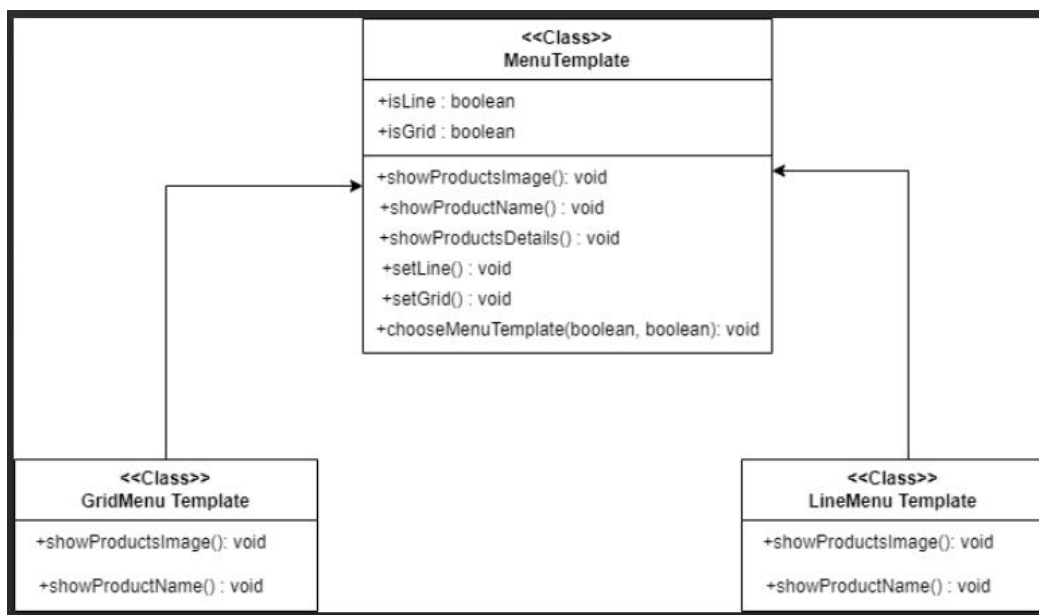 <<Class>>
MenuTemplate
+isLine : boolean
+isGrid : boolean
+showProductsImage(): void
+showProductName() : void
+showProductsDetails() : void
+setLine() : void
+setGrid() : void
+chooseMenuTemplate(boolean, boolean): void
<<Class>>
GridMenu Template
+showProductsImage(): void
+showProductName() : void
<<Class>>
LineMenu Template
+showProductsImage(): void
+showProductName() : void